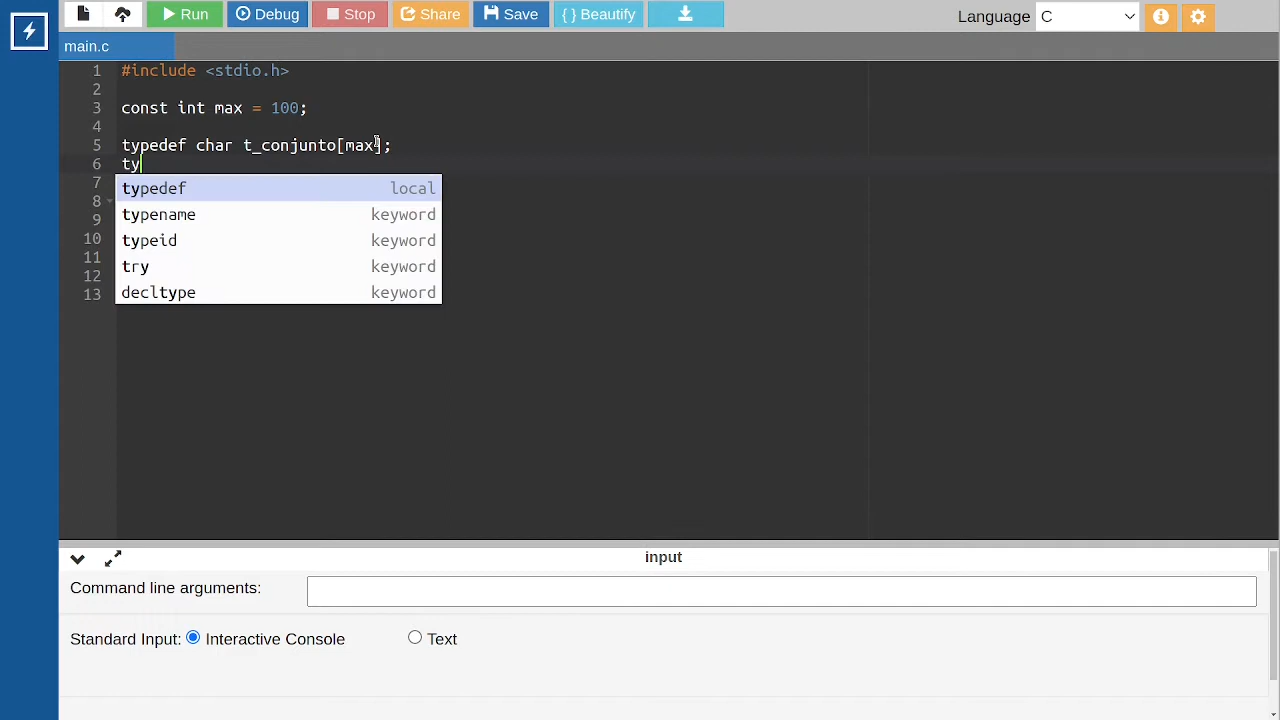 Run Debug Stop Share Save { } Beautify Language C
main.c
1 #include <stdio.h>
2
3 const int max = 100;
4
5 typedef char t_conjunto[max];
6 ty
7
typedef local
8
typename keyword
9
10 typeid keyword
11
try keyword
12
13 decltype keyword
input
Command line arguments:
Standard Input: Interactive Console Text